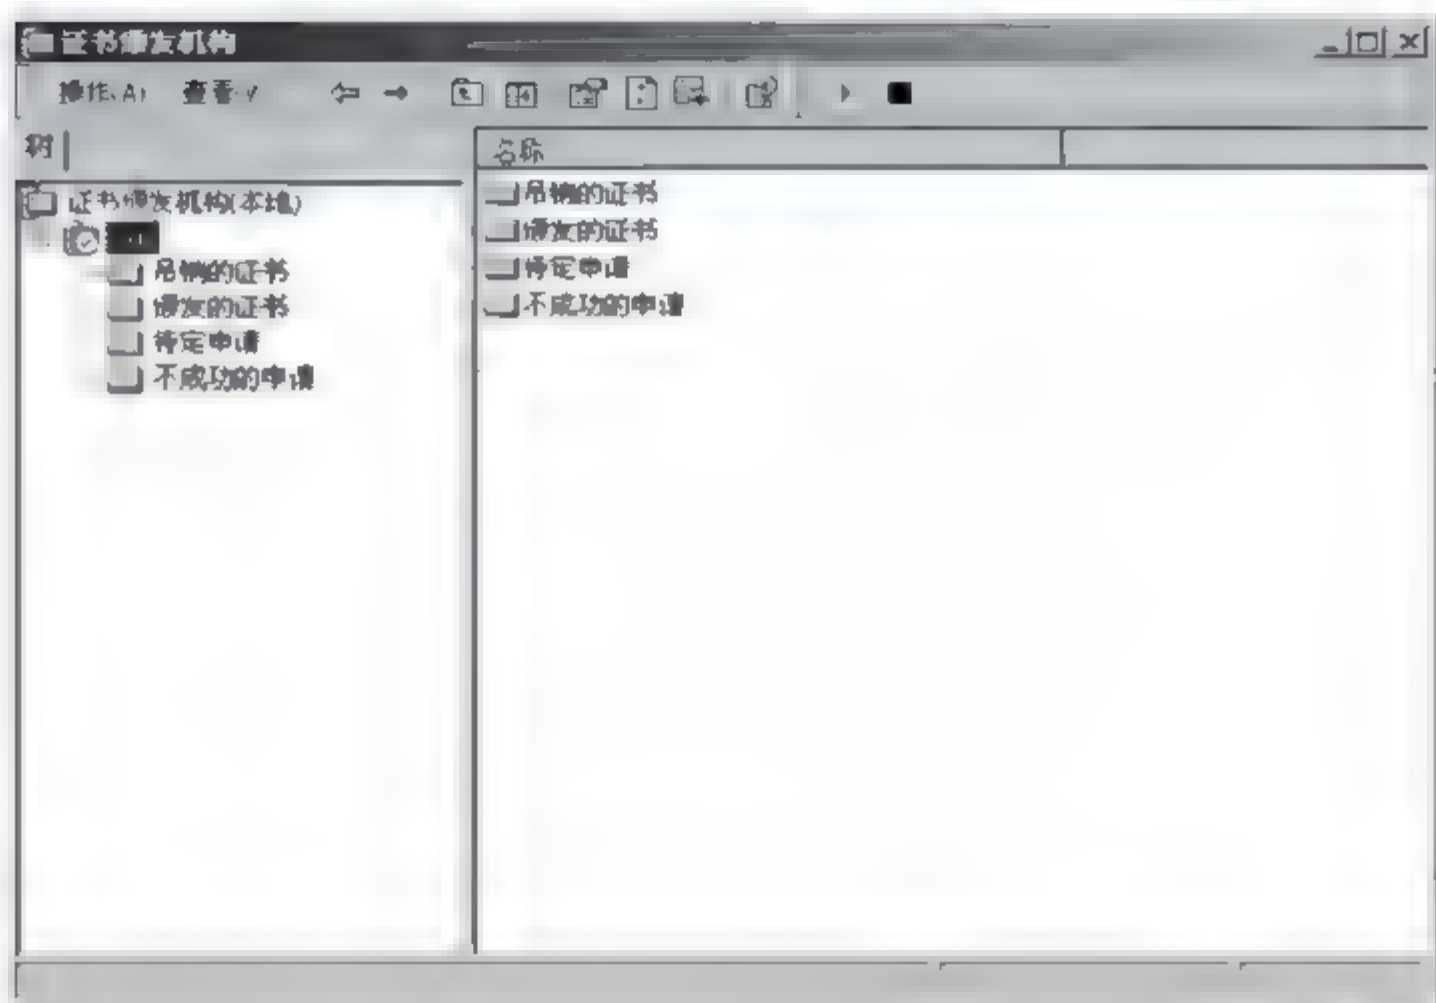 证书颁发机构
操作(A) 查看(V)
树
名称
证书颁发机构(本地)
吊销的证书
颁发的证书
待定申请
不成功的申请
吊销的证书
颁发的证书
待定申请
不成功的申请